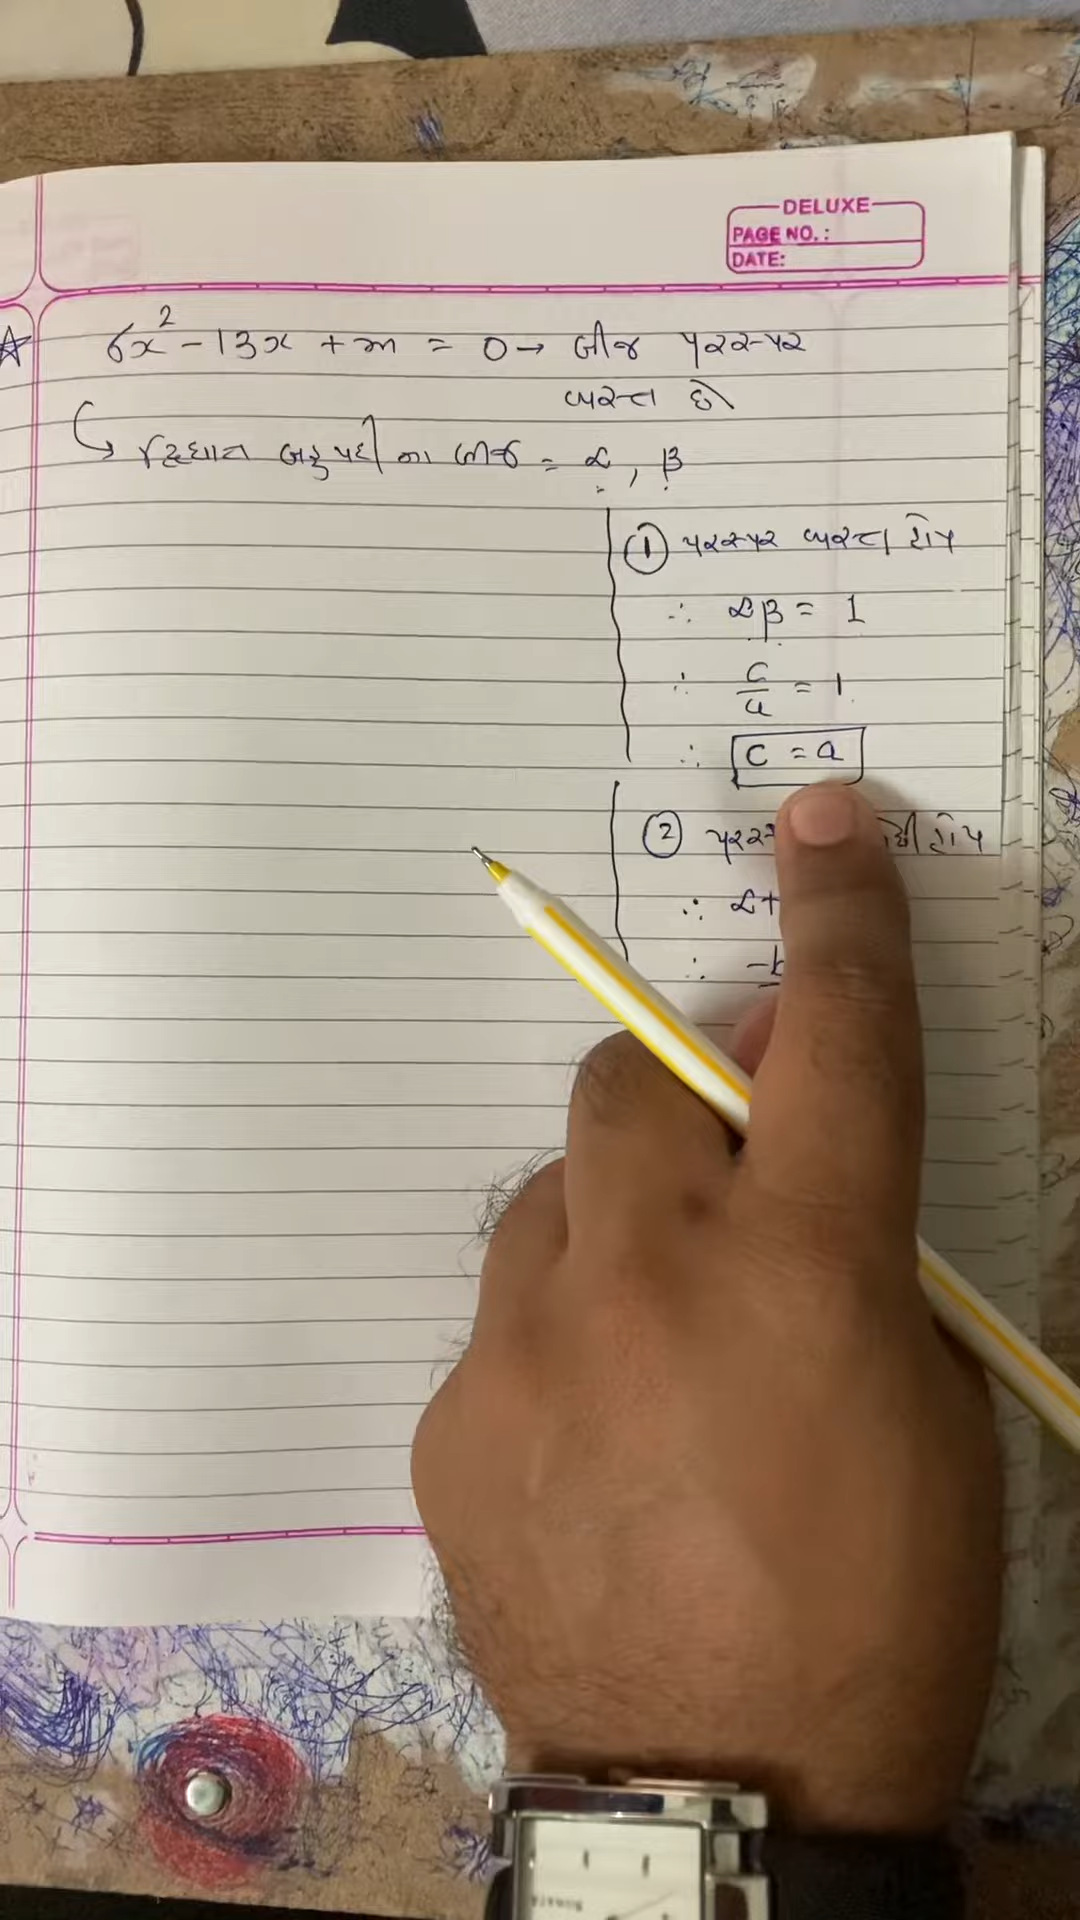 DELUXE
PAGE NO. :
DATE:
6x² - 13x + m = 0 → બીજ પરસ્પર
વ્યસ્ત છે
દ્વિઘાત બહુપદી ના બીજ = α, β
① પરસ્પર વ્યસ્ત હોય
∴ αβ = 1
∴ c/a = 1
∴ c = a
② પરસ્ ધી હોય
∴ α+
∴ -b